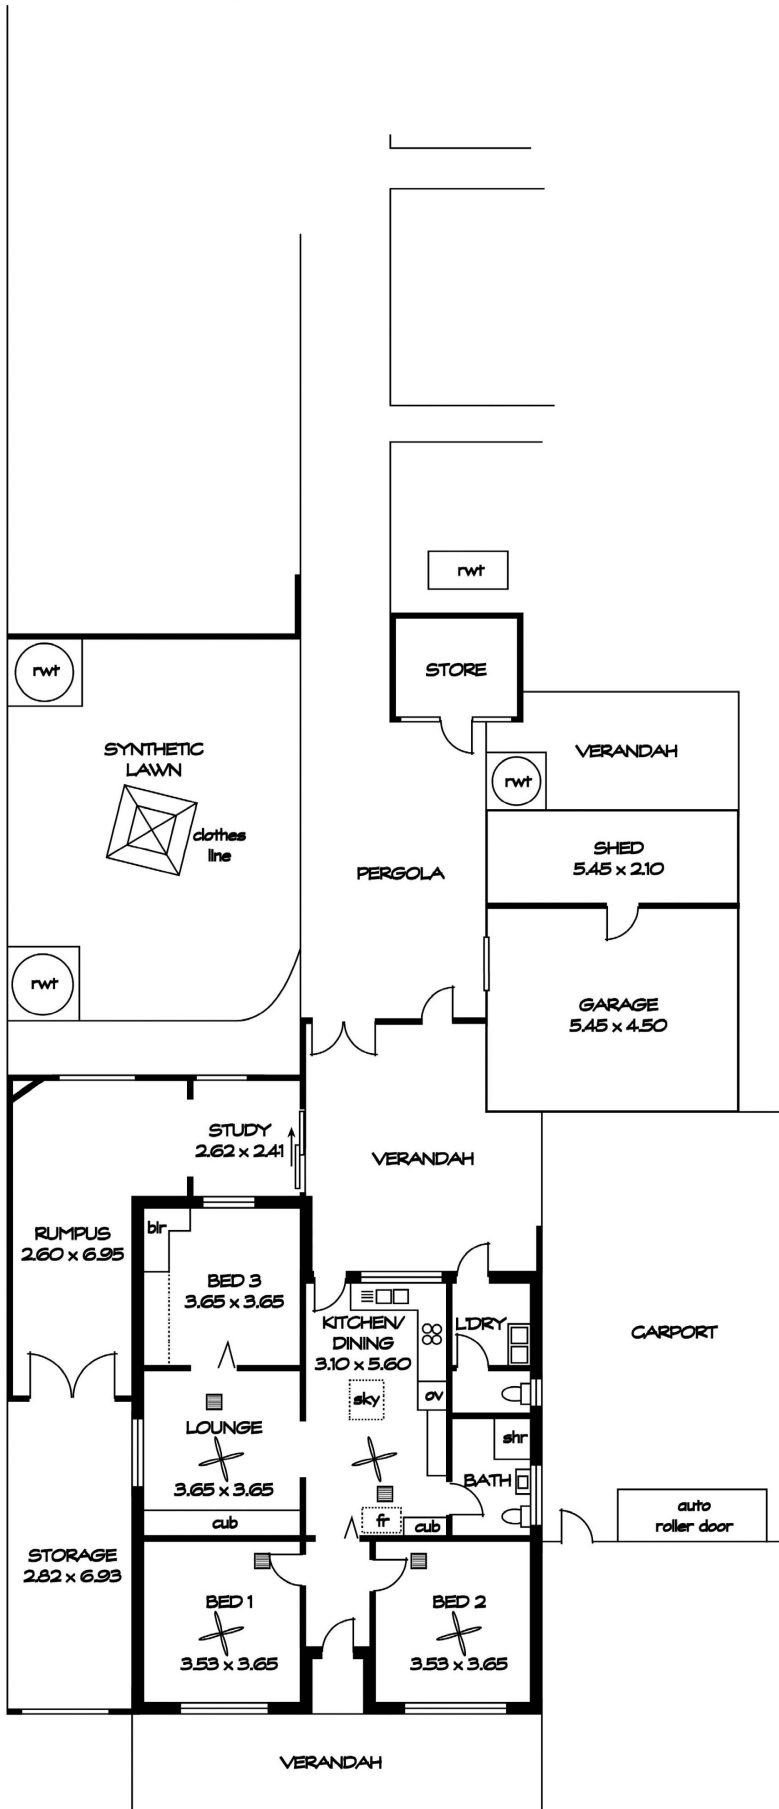 rwt
STORE
rwt
SYNTHETIC
LAWN
clothes
line
VERANDAH
rwt
PERGOLA
SHED
5.45 x 2.10
rwt
GARAGE
5.45 x 4.50
STUDY
2.62 x 2.41
VERANDAH
RUMPUS
2.60 x 6.95
blr
BED 3
3.65 x 3.65
KITCHEN/
DINING
3.10 x 5.60
L'DRY
CARPORT
sky
ov
LOUNGE
3.65 x 3.65
cub
shr
BATH
fr
cub
auto
roller door
STORAGE
2.82 x 6.93
BED 1
3.53 x 3.65
BED 2
3.53 x 3.65
VERANDAH